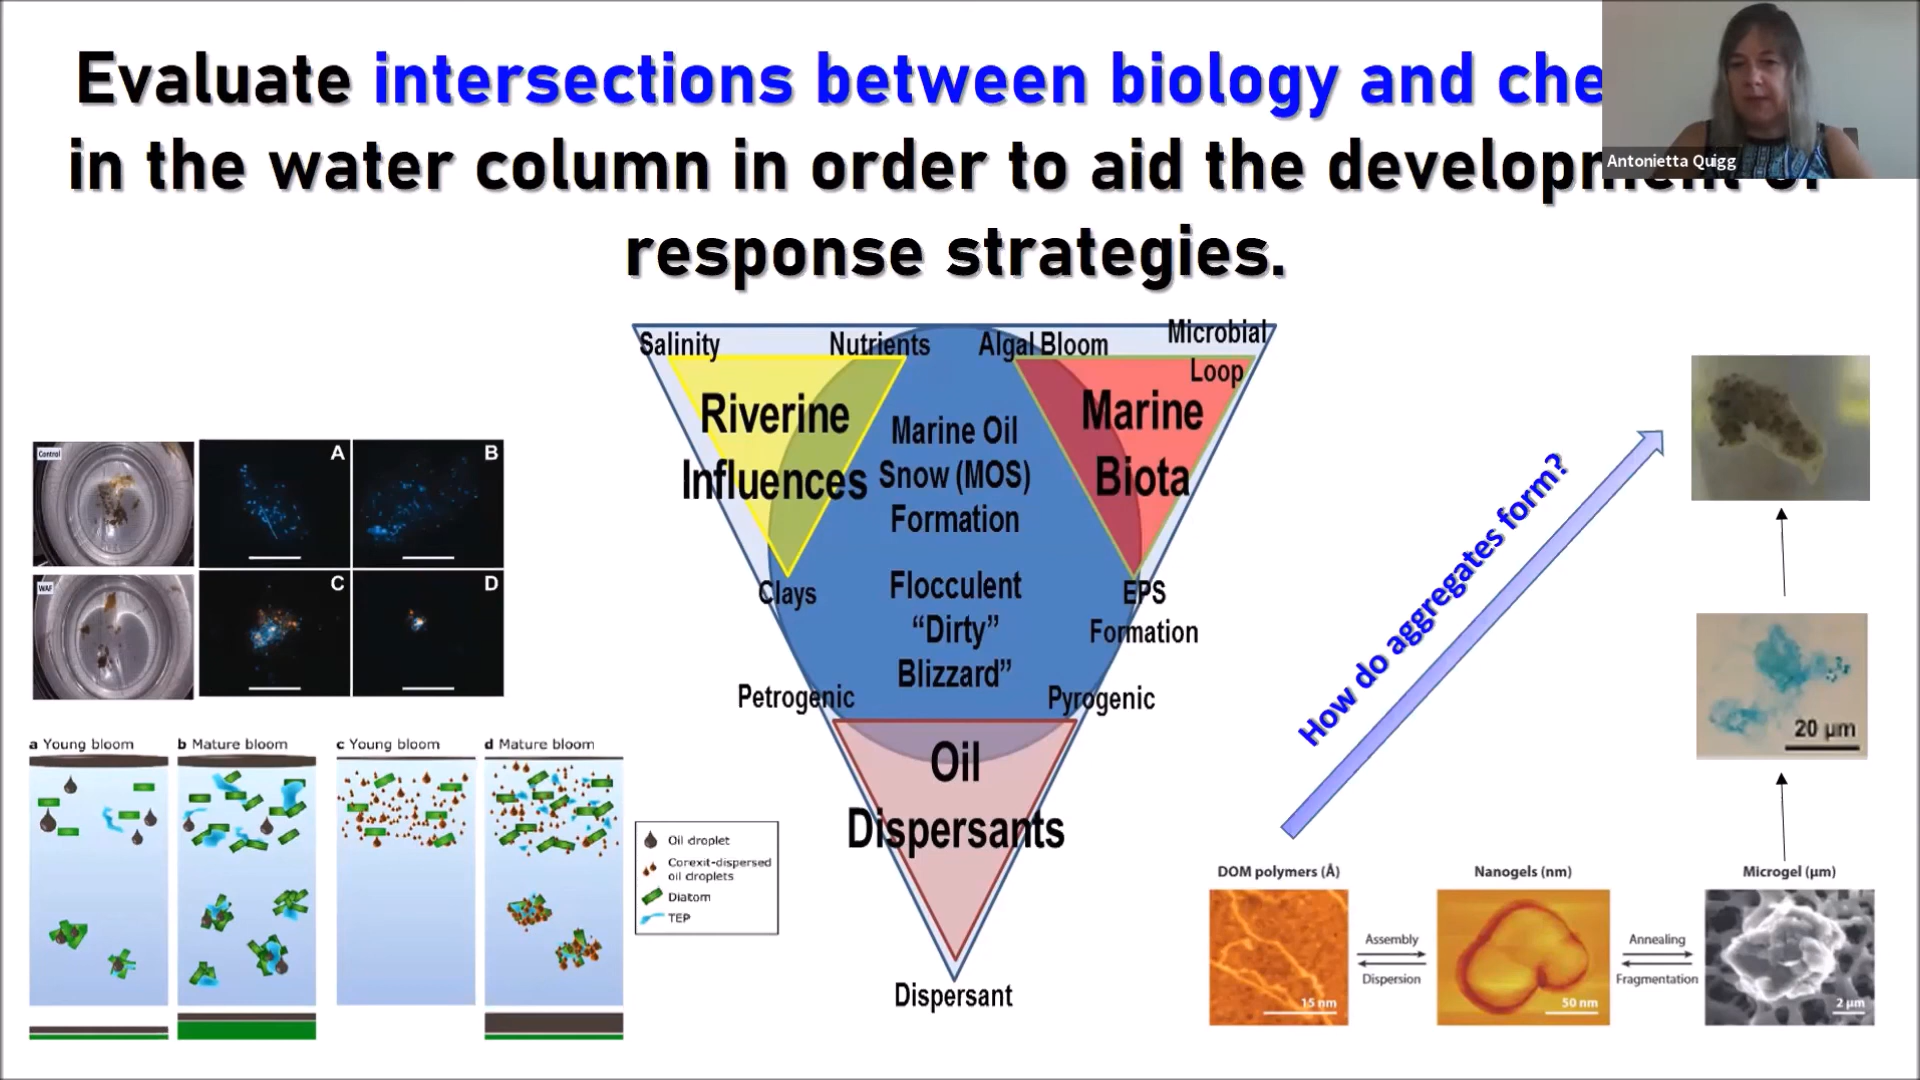 Evaluate intersections between biology and che
in the water column in order to aid the development of
response strategies.
Antonietta Quigg
Salinity
Nutrients
Algal Bloom
Microbial
Loop
Riverine
Influences
Marine Oil
Snow (MOS)
Formation
Marine
Biota
Clays
Flocculent
“Dirty”
Blizzard”
EPS
Formation
Petrogenic
Pyrogenic
Oil
Dispersants
Dispersant
Control
A
B
WAF
C
D
a Young bloom
b Mature bloom
c Young bloom
d Mature bloom
Oil droplet
Corexit-dispersed
oil droplets
Diatom
TEP
How do aggregates form?
20 µm
DOM polymers (Å)
Nanogels (nm)
Microgel (µm)
Assembly
Dispersion
Annealing
Fragmentation
15 nm
50 nm
2 µm